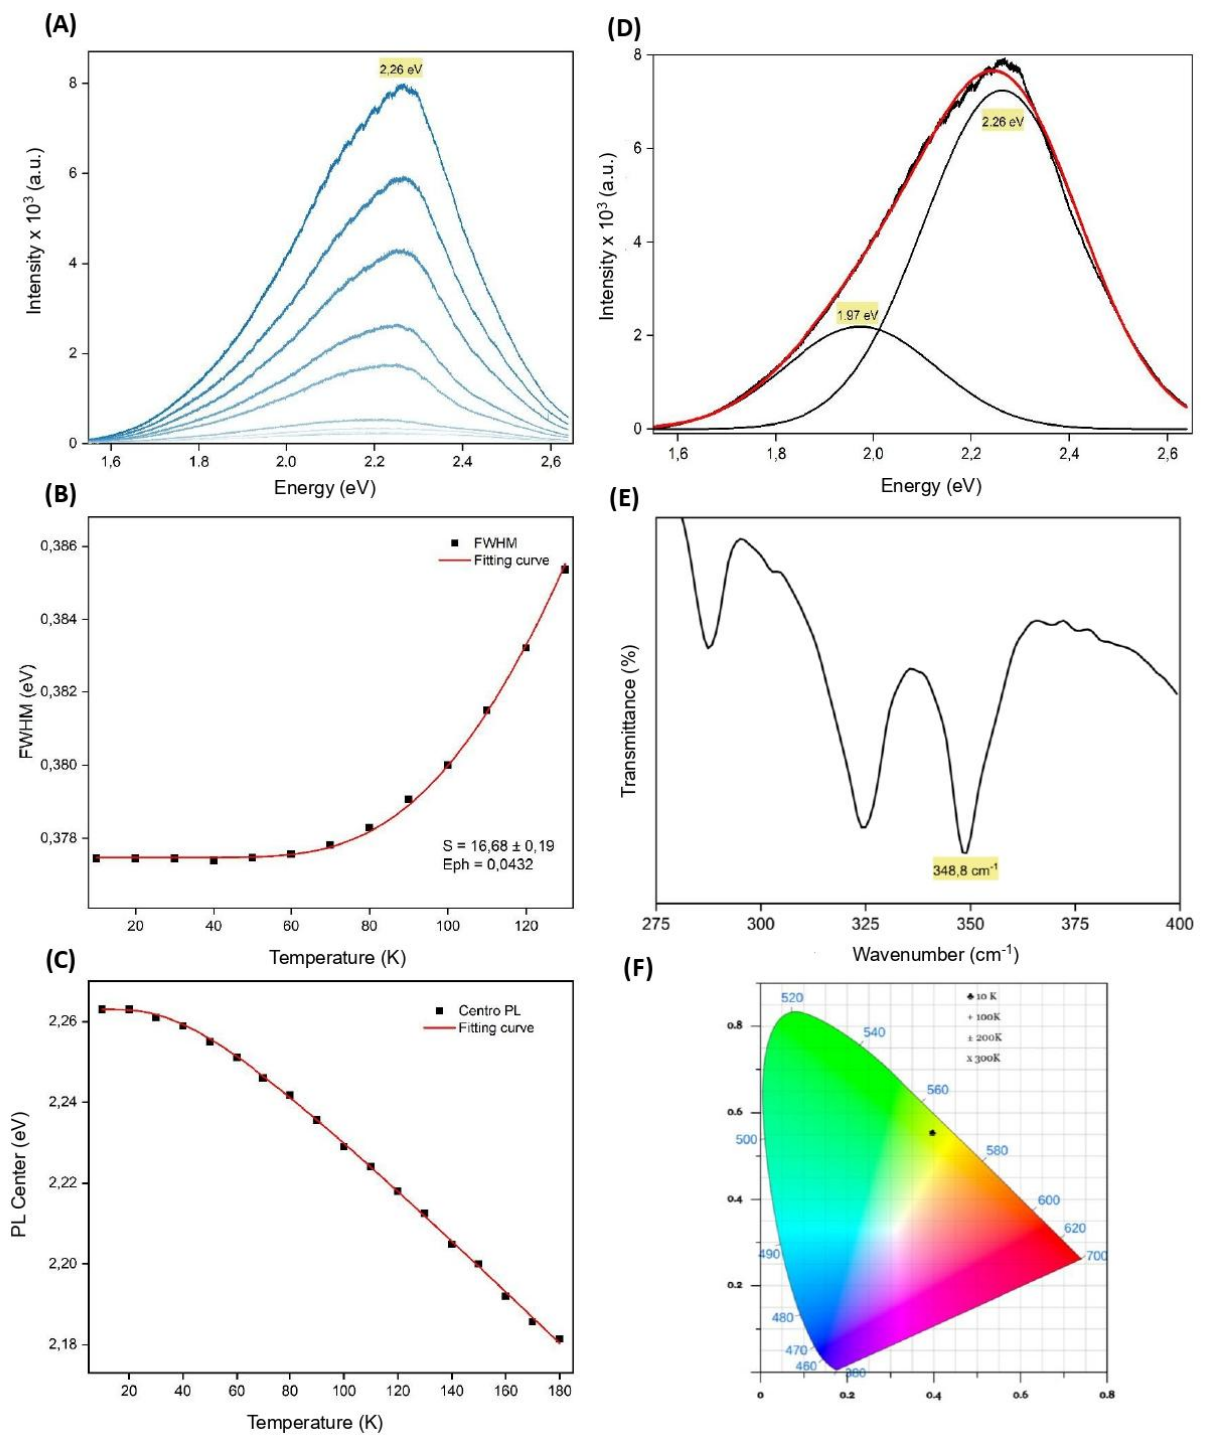 (A)
2,26 eV
8
6
4
2
0
Intensity x 10³ (a.u.)
1,6 1,8 2.0 2,2 2,4 2,6
Energy (eV)
(B)
0,386
0,384
0,382
0,380
0,378
FWHM (eV)
FWHM
Fitting curve
S = 16,68 ± 0,19
Eph = 0,0432
20 40 60 80 100 120
Temperature (K)
(C)
2,26
2,24
2,22
2,20
2,18
PL Center (eV)
Centro PL
Fitting curve
20 40 60 80 100 120 140 160 180
Temperature (K)
(D)
8
6
4
2
0
Intensity x 10³ (a.u.)
2.26 eV
1.97 eV
1,6 1,8 2,0 2,2 2,4 2,6
Energy (eV)
(E)
Transmittance (%)
348,8 cm⁻¹
275 300 325 350 375 400
Wavenumber (cm⁻¹)
(F)
♣ 10 K
+ 100K
± 200K
x 300K
520
540
560
580
600
620
700
500
490
480
470
460
380
0.8
0.6
0.4
0.2
0 0.2 0.4 0.6 0.8